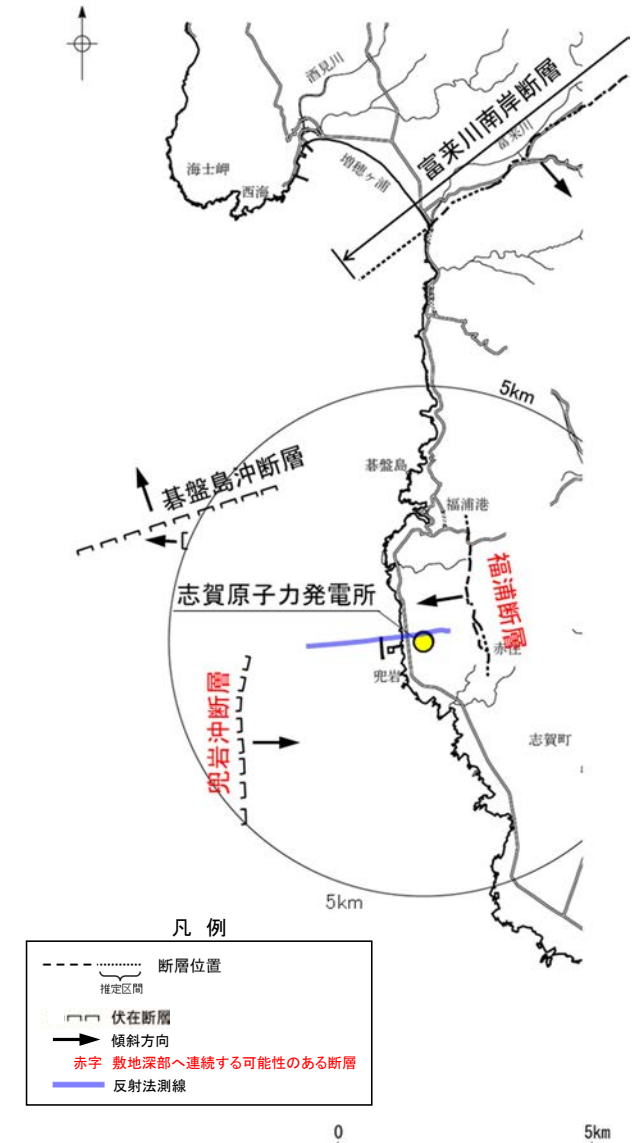 酒見川
富来川南岸断層
富来川
増穂ヶ浦
海士岬
西海
5km
碁盤島沖断層
碁盤島
福浦港
志賀原子力発電所
福浦断層
赤住
兜岩
兜岩沖断層
志賀町
5km
凡 例
断層位置
推定区間
伏在断層
傾斜方向
赤字 敷地深部へ連続する可能性のある断層
反射法測線
0 5km